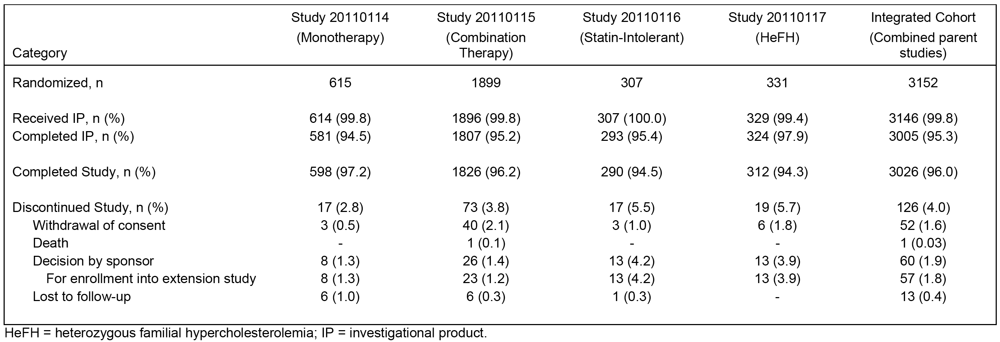 Study 20110114 Study 20110115 Study 20110116 Study 20110117 Integrated Cohort
(Monotherapy) (Combination (Statin-Intolerant) (HeFH) (Combined parent
Category Therapy) studies)
Randomized, n 615 1899 307 331 3152
Received IP, n (%) 614 (99.8) 1896 (99.8) 307 (100.0) 329 (99.4) 3146 (99.8)
Completed IP, n (%) 581 (94.5) 1807 (95.2) 293 (95.4) 324 (97.9) 3005 (95.3)
Completed Study, n (%) 598 (97.2) 1826 (96.2) 290 (94.5) 312 (94.3) 3026 (96.0)
Discontinued Study, n (%) 17 (2.8) 73 (3.8) 17 (5.5) 19 (5.7) 126 (4.0)
Withdrawal of consent 3 (0.5) 40 (2.1) 3 (1.0) 6 (1.8) 52 (1.6)
Death - 1 (0.1) - - 1 (0.03)
Decision by sponsor 8 (1.3) 26 (1.4) 13 (4.2) 13 (3.9) 60 (1.9)
For enrollment into extension study 8 (1.3) 23 (1.2) 13 (4.2) 13 (3.9) 57 (1.8)
Lost to follow-up 6 (1.0) 6 (0.3) 1 (0.3) - 13 (0.4)
HeFH = heterozygous familial hypercholesterolemia; IP = investigational product.